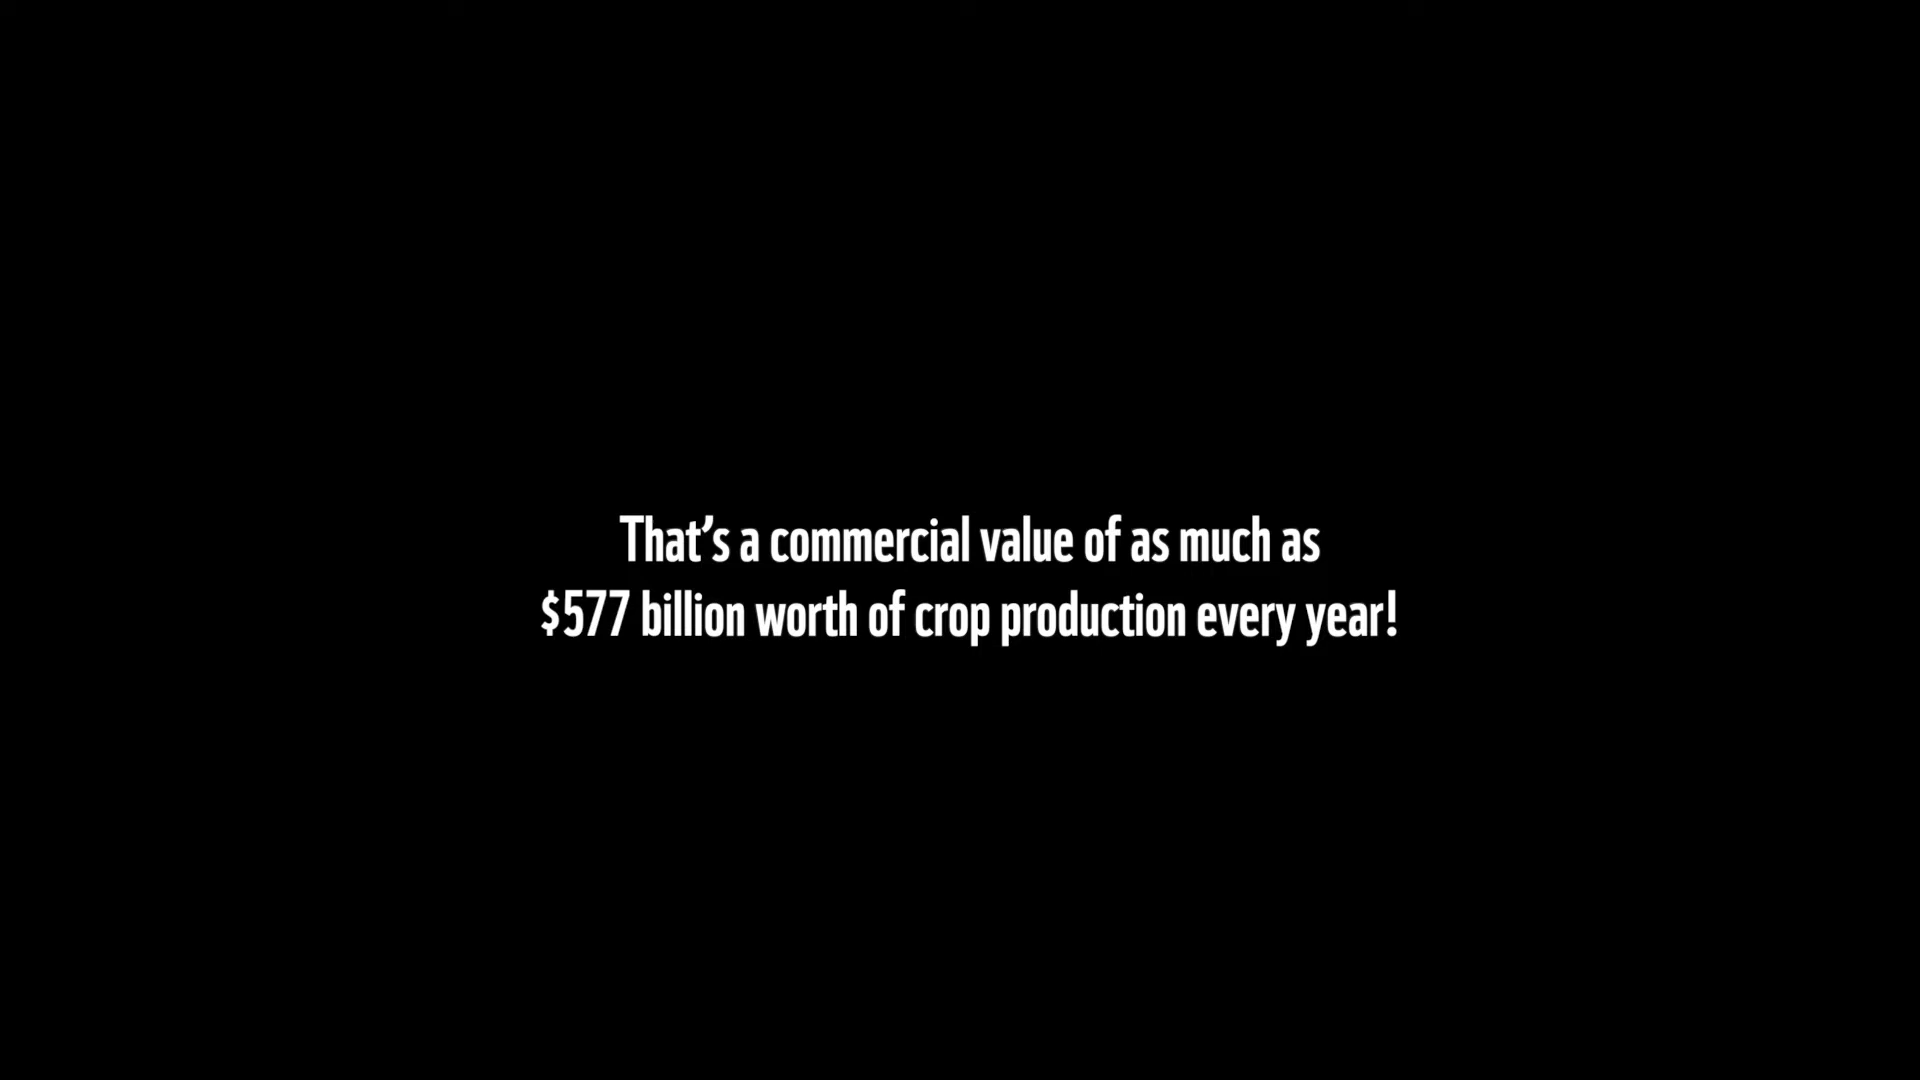 That’s a commercial value of as much as
$577 billion worth of crop production every year!